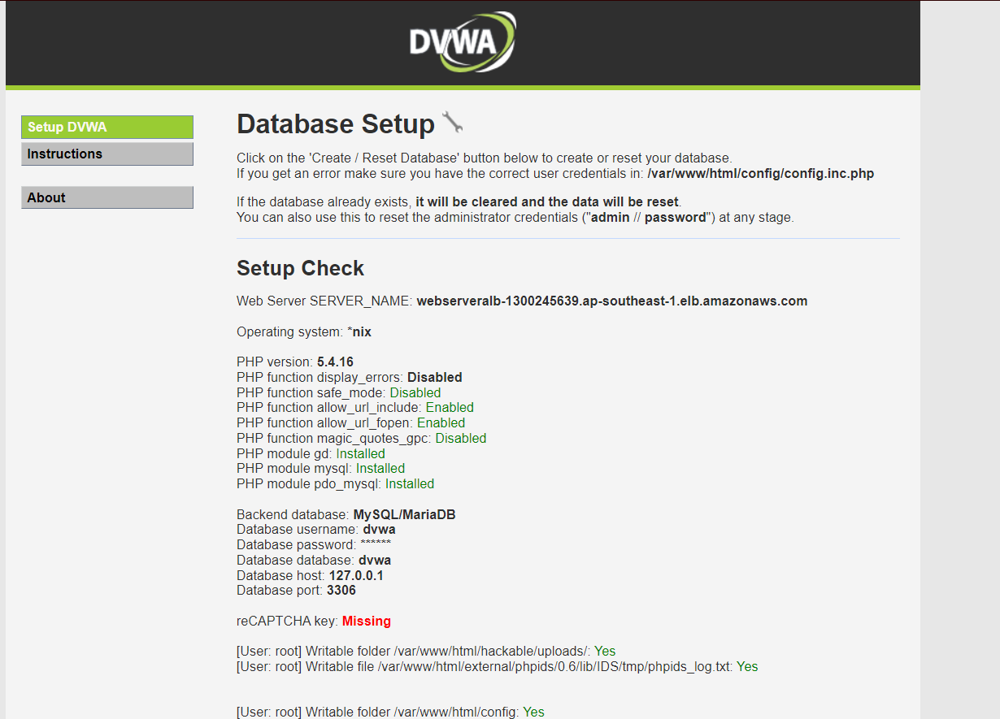 DVWA
Setup DVWA
Instructions
About
Database Setup
Click on the 'Create / Reset Database' button below to create or reset your database.
If you get an error make sure you have the correct user credentials in: /var/www/html/config/config.inc.php
If the database already exists, it will be cleared and the data will be reset.
You can also use this to reset the administrator credentials ("admin // password") at any stage.
Setup Check
Web Server SERVER_NAME: webserveralb-1300245639.ap-southeast-1.elb.amazonaws.com
Operating system: *nix
PHP version: 5.4.16
PHP function display_errors: Disabled
PHP function safe_mode: Disabled
PHP function allow_url_include: Enabled
PHP function allow_url_fopen: Enabled
PHP function magic_quotes_gpc: Disabled
PHP module gd: Installed
PHP module mysql: Installed
PHP module pdo_mysql: Installed
Backend database: MySQL/MariaDB
Database username: dvwa
Database password: ******
Database database: dvwa
Database host: 127.0.0.1
Database port: 3306
reCAPTCHA key: Missing
[User: root] Writable folder /var/www/html/hackable/uploads/: Yes
[User: root] Writable file /var/www/html/external/phpids/0.6/lib/IDS/tmp/phpids_log.txt: Yes
[User: root] Writable folder /var/www/html/config: Yes